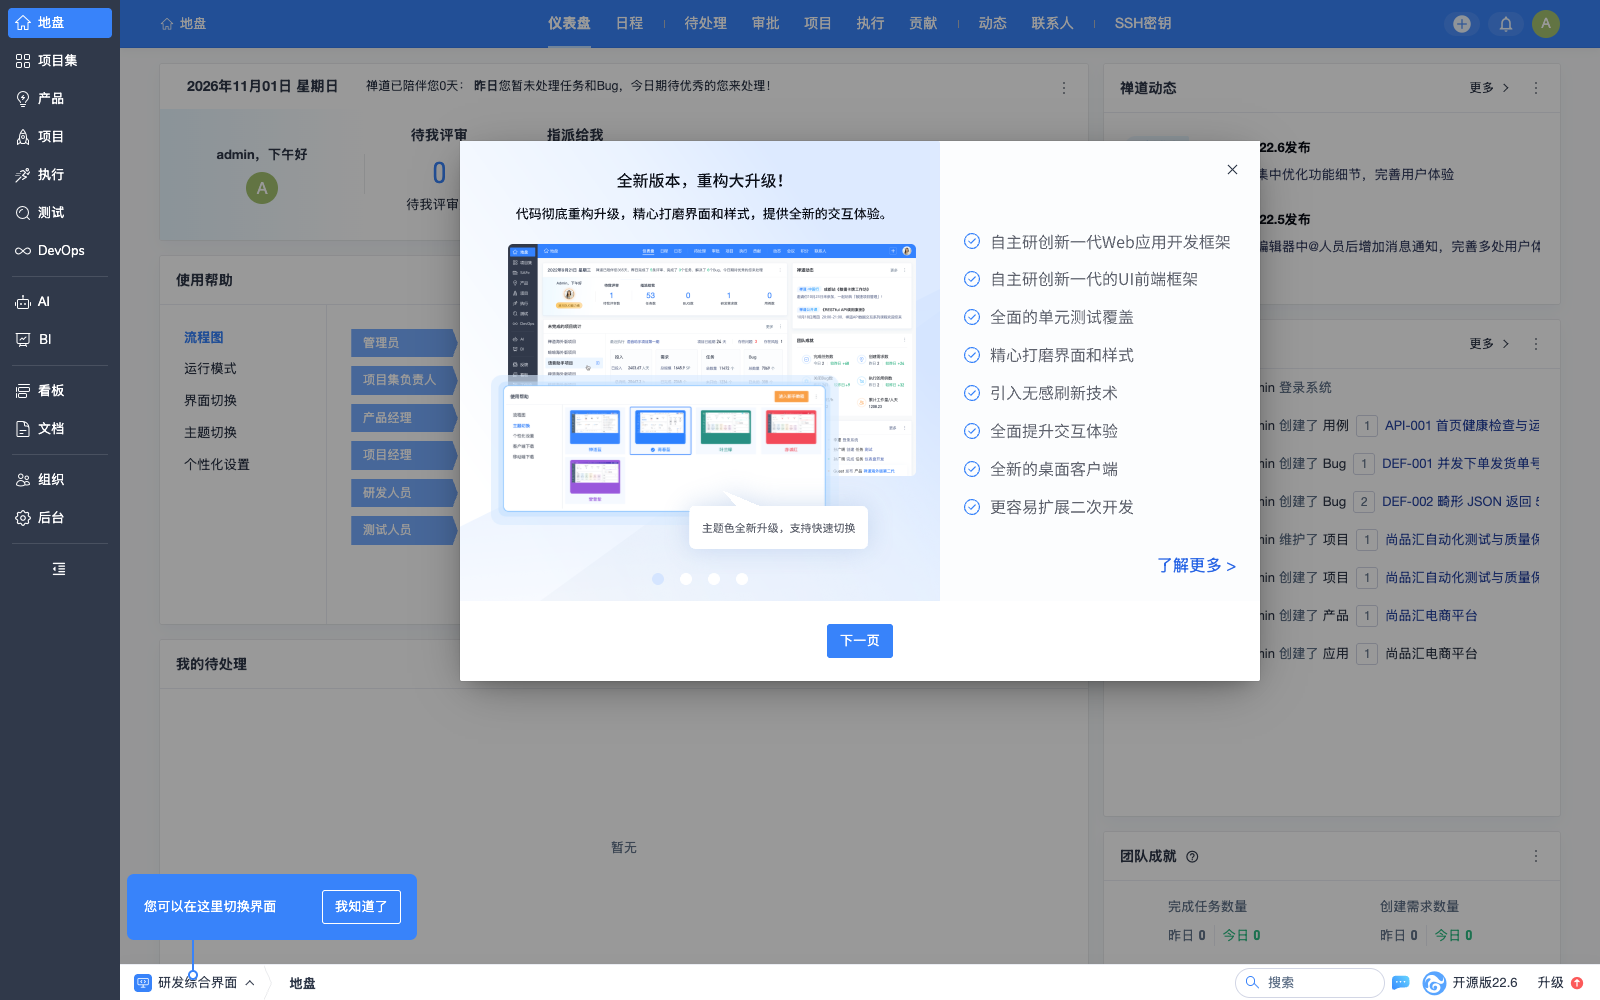 地盘
项目集
产品
项目
执行
测试
DevOps
AI
BI
看板
文档
组织
后台
地盘
仪表盘 日程 待处理 审批 项目 执行 贡献 动态 联系人 SSH密钥
A
2026年11月01日 星期日 禅道已陪伴您0天： 昨日您暂未处理任务和Bug，今日期待优秀的您来处理！
admin，下午好
A
待我评审
0
待我评审
指派给我
禅道动态 更多
22.6发布
集中优化功能细节，完善用户体验
22.5发布
编辑器中@人员后增加消息通知，完善多处用户体
使用帮助
流程图
运行模式
界面切换
主题切换
个性化设置
管理员
项目集负责人
产品经理
项目经理
研发人员
测试人员
全新版本，重构大升级！
代码彻底重构升级，精心打磨界面和样式，提供全新的交互体验。
主题色全新升级，支持快速切换
自主研创新一代Web应用开发框架
自主研创新一代的UI前端框架
全面的单元测试覆盖
精心打磨界面和样式
引入无感刷新技术
全面提升交互体验
全新的桌面客户端
更容易扩展二次开发
了解更多 >
下一页
更多
min 登录系统
min 创建了 用例 1 API-001 首页健康检查与运
min 创建了 Bug 1 DEF-001 并发下单发货单号
min 创建了 Bug 2 DEF-002 畸形 JSON 返回 5
min 维护了 项目 1 尚品汇自动化测试与质量保
min 创建了 项目 1 尚品汇自动化测试与质量保
min 创建了 产品 1 尚品汇电商平台
min 创建了 应用 1 尚品汇电商平台
我的待处理
暂无
团队成就
完成任务数量
昨日 0 今日 0
创建需求数量
昨日 0 今日 0
您可以在这里切换界面
我知道了
研发综合界面
地盘
搜索
开源版22.6
升级